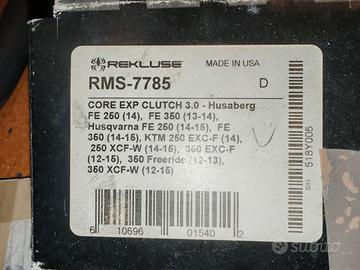 REKLUSE MADE IN USA
RMS-7785 D
CORE EXP CLUTCH 3.0 - Husaberg
FE 250 (14), FE 350 (13-14),
Husqvarna FE 250 (14-15), FE
350 (14-15), KTM 250 EXC-F (14),
250 XCF-W (14-15), 350 EXC-F
(12-15), 350 Freeride (12-13),
350 XCF-W (12-15)
6 10696 01540 2
S/N: 518Y006
subito